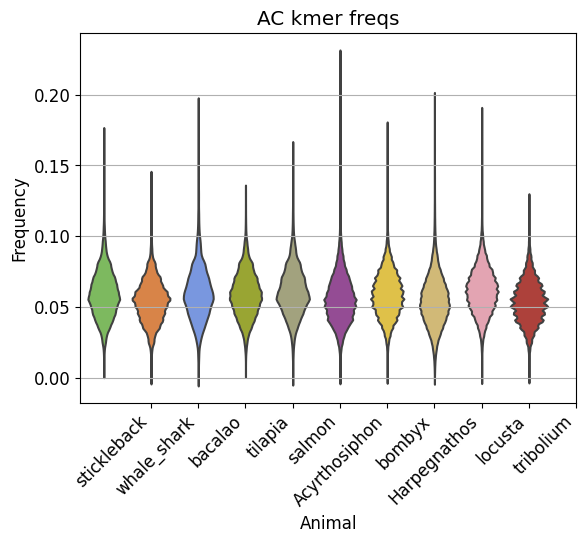 AC kmer freqs
Frequency
0.20
0.15
0.10
0.05
0.00
stickleback
whale_shark
bacalao
tilapia
salmon
Acyrthosiphon
bombyx
Harpegnathos
locusta
tribolium
Animal